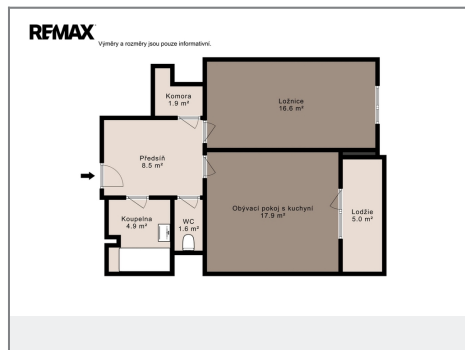 RE/MAX
Výměry a rozměry jsou pouze informativní.
Komora
1.9 m²
Ložnice
16.6 m²
Předsíň
8.5 m²
Obývací pokoj s kuchyní
17.9 m²
Lodžie
5.0 m²
Koupelna
4.9 m²
WC
1.6 m²